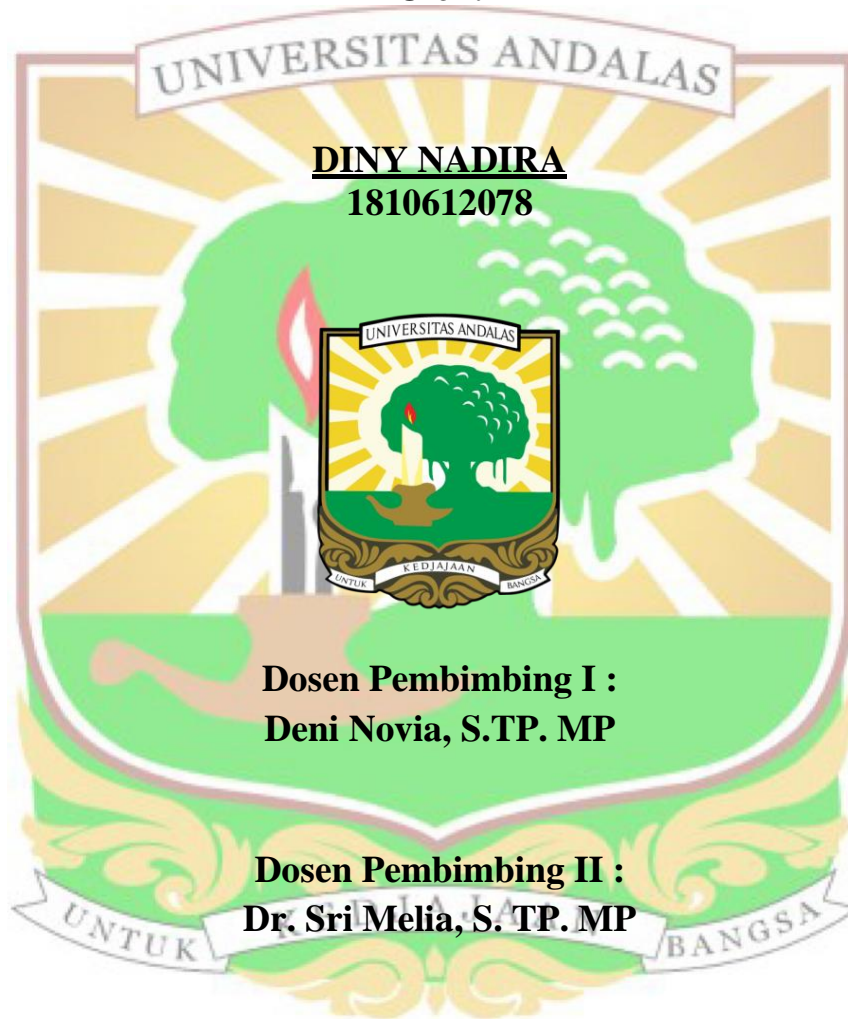 UNIVERSITAS ANDALAS
DINY NADIRA
1810612078
UNIVERSITAS ANDALAS
UNTUK KEDJAJAAN BANGSA
Dosen Pembimbing I :
Deni Novia, S.TP. MP
Dosen Pembimbing II :
Dr. Sri Melia, S. TP. MP
UNTUK KEDJAJAAN BANGSA